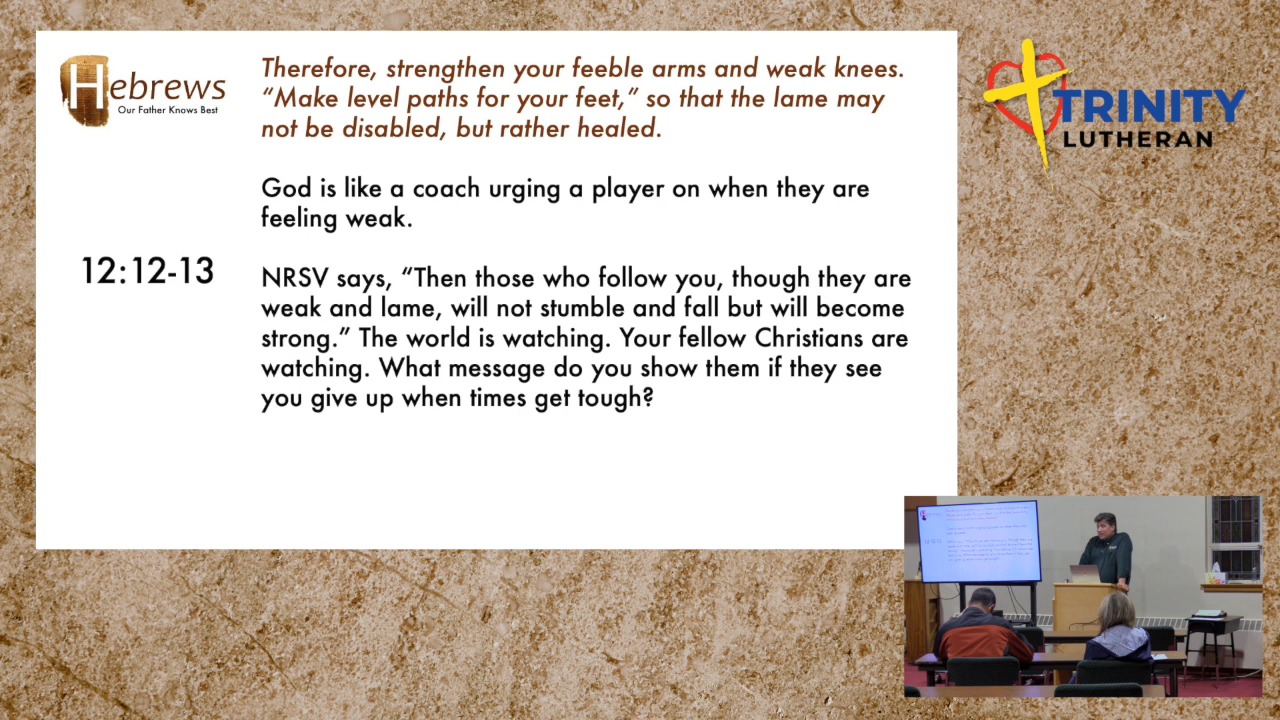 Hebrews
Our Father Knows Best
12:12-13
Therefore, strengthen your feeble arms and weak knees.
“Make level paths for your feet,” so that the lame may
not be disabled, but rather healed.
God is like a coach urging a player on when they are
feeling weak.
NRSV says, “Then those who follow you, though they are
weak and lame, will not stumble and fall but will become
strong.” The world is watching. Your fellow Christians are
watching. What message do you show them if they see
you give up when times get tough?
TRINITY
LUTHERAN